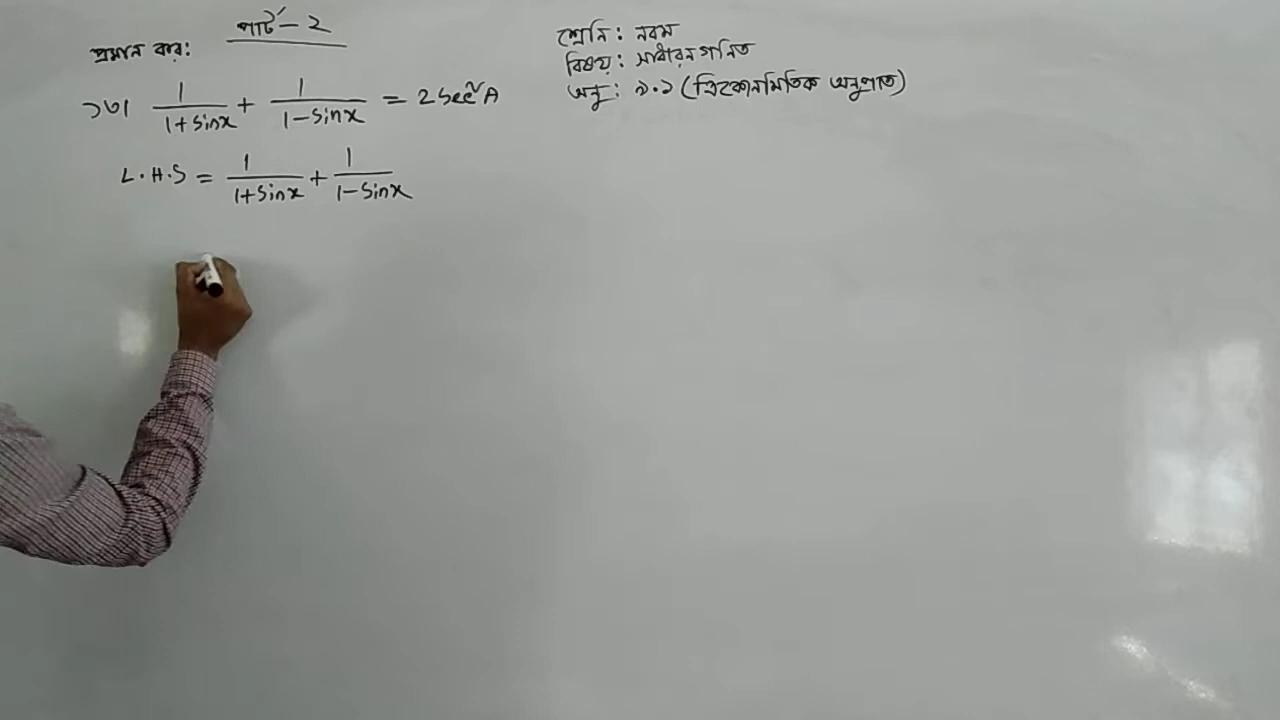 পার্ট - ২
প্রমান কর:
১৩। 1/(1+sinx) + 1/(1-sinx) = 2sec²A
L.H.S = 1/(1+sinx) + 1/(1-sinx)
শ্রেনি : নবম
বিষয় : সাধারন গনিত
অনু : ৯.১ (ত্রিকোনমিতিক অনুপাত)